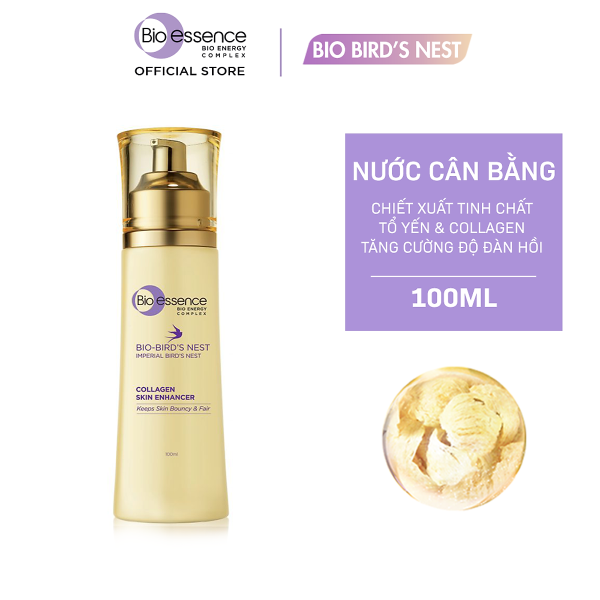 Bio essence
BIO ENERGY
COMPLEX
OFFICIAL STORE
BIO BIRD'S NEST
NƯỚC CÂN BẰNG
CHIẾT XUẤT TINH CHẤT
TỔ YẾN & COLLAGEN
TĂNG CƯỜNG ĐỘ ĐÀN HỒI
100ML
Bio essence
BIO ENERGY
COMPLEX
BIO-BIRD'S NEST
IMPERIAL BIRD'S NEST
COLLAGEN
SKIN ENHANCER
Keeps Skin Bouncy & Fair
100ml